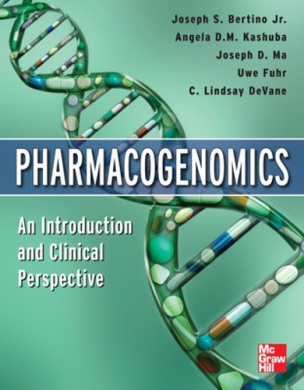 Joseph S. Bertino Jr.
Angela D.M. Kashuba
Joseph D. Ma
Uwe Fuhr
C. Lindsay DeVane
PHARMACOGENOMICS
An Introduction
and Clinical
Perspective
Mc
Graw
Hill